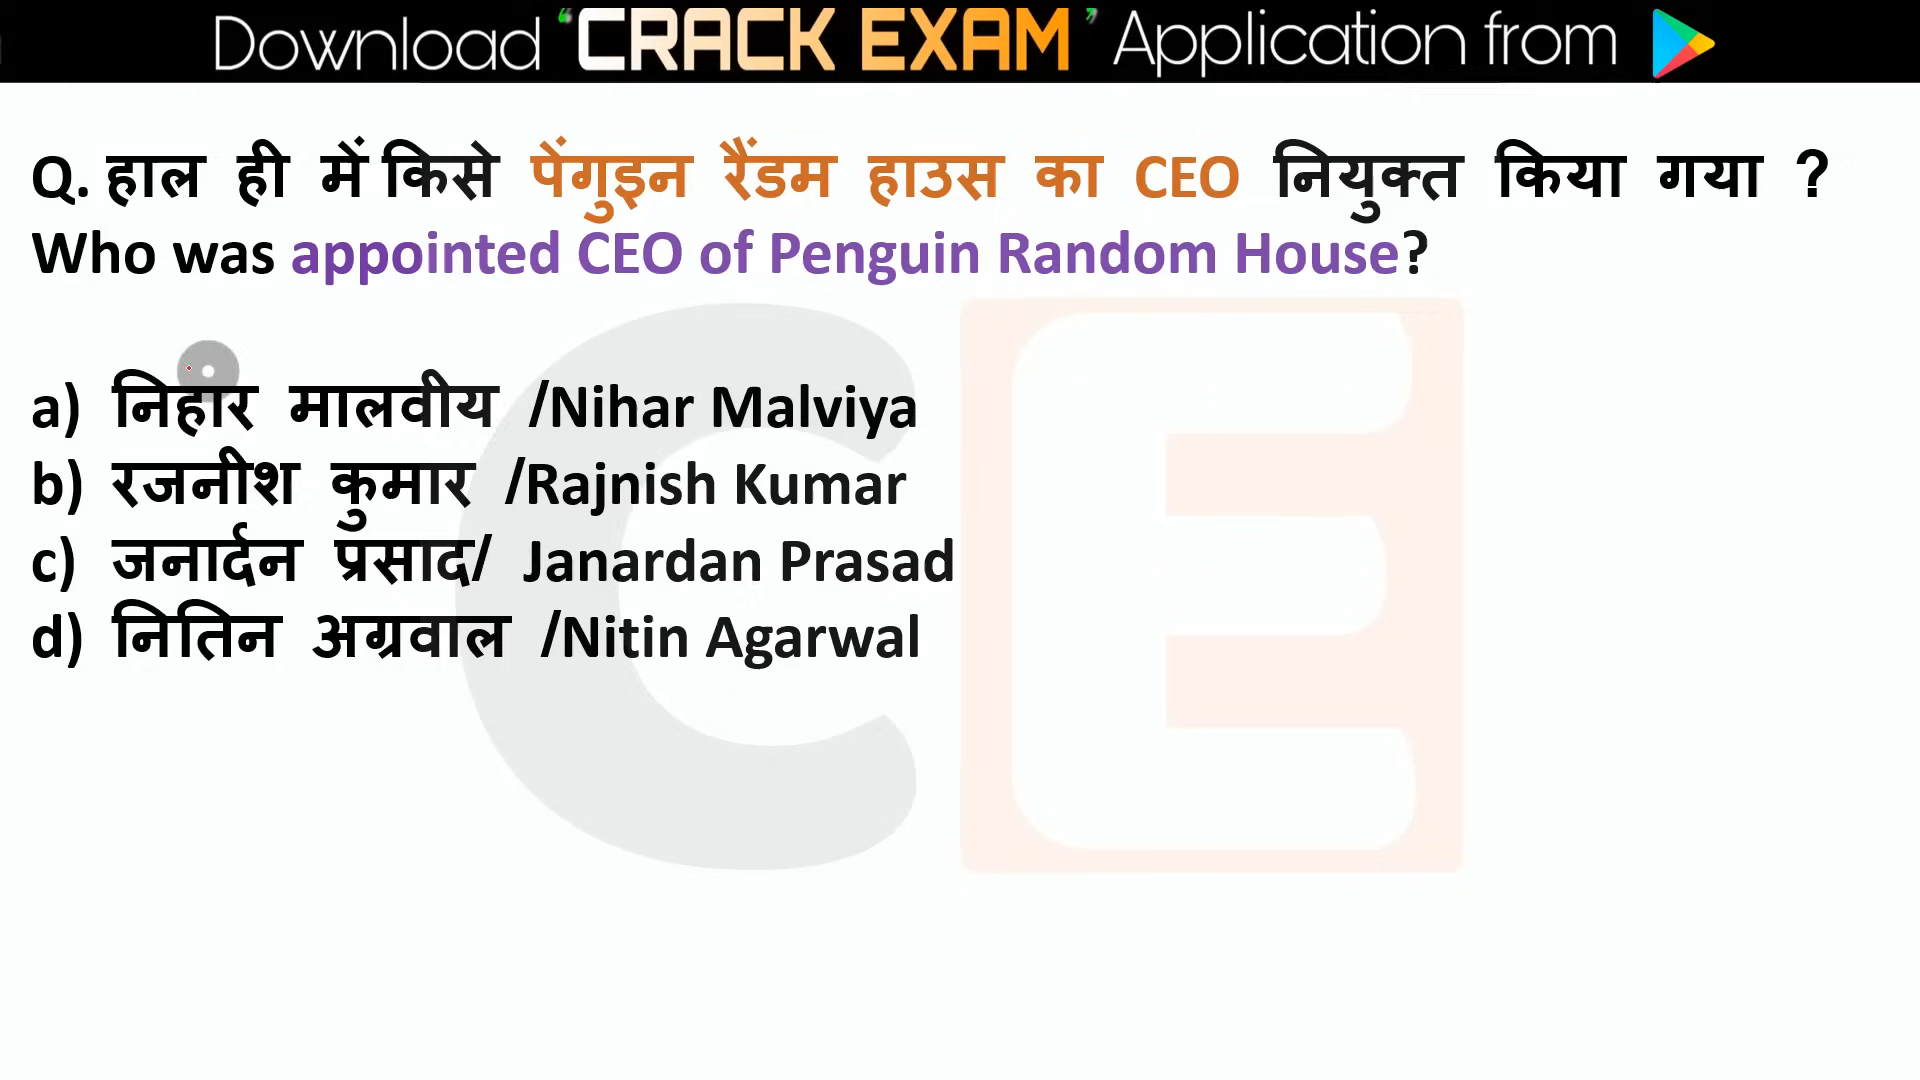 Download ‘CRACK EXAM’ Application from
Q. हाल ही में किसे पेंगुइन रैंडम हाउस का CEO नियुक्त किया गया ?
Who was appointed CEO of Penguin Random House?
a) निहार मालवीय /Nihar Malviya
b) रजनीश कुमार /Rajnish Kumar
c) जनार्दन प्रसाद/ Janardan Prasad
d) नितिन अग्रवाल /Nitin Agarwal
CE